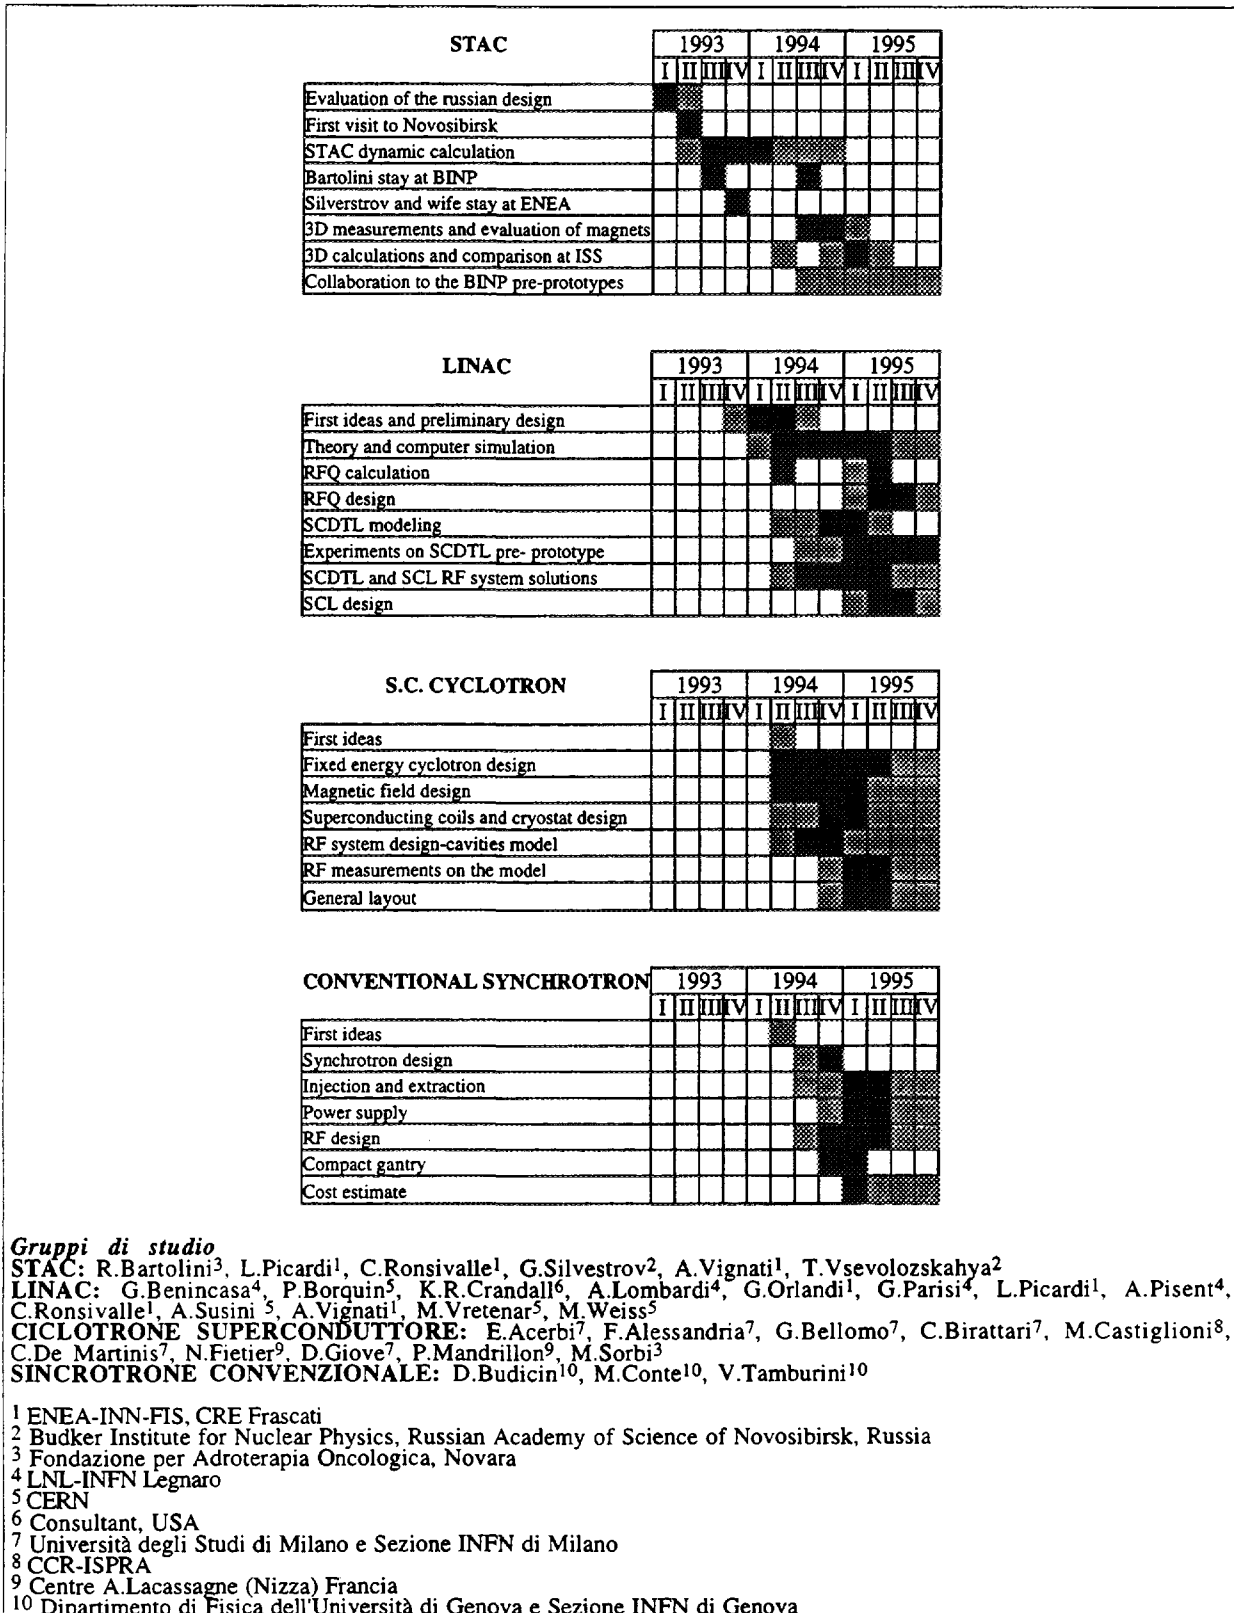 STAC 1993 1994 1995
I II III IV I II III IV I II III IV
Evaluation of the russian design
First visit to Novosibirsk
STAC dynamic calculation
Bartolini stay at BINP
Silverstrov and wife stay at ENEA
3D measurements and evaluation of magnets
3D calculations and comparison at ISS
Collaboration to the BINP pre-prototypes
LINAC 1993 1994 1995
I II III IV I II III IV I II III IV
First ideas and preliminary design
Theory and computer simulation
RFQ calculation
RFQ design
SCDTL modeling
Experiments on SCDTL pre- prototype
SCDTL and SCL RF system solutions
SCL design
S.C. CYCLOTRON 1993 1994 1995
I II III IV I II III IV I II III IV
First ideas
Fixed energy cyclotron design
Magnetic field design
Superconducting coils and cryostat design
RF system design-cavities model
RF measurements on the model
General layout
CONVENTIONAL SYNCHROTRON 1993 1994 1995
I II III IV I II III IV I II III IV
First ideas
Synchrotron design
Injection and extraction
Power supply
RF design
Compact gantry
Cost estimate
Gruppi di studio
STAC: R.Bartolini³, L.Picardi¹, C.Ronsivalle¹, G.Silvestrov², A.Vignati¹, T.Vsevolozskahya²
LINAC: G.Benincasa⁴, P.Borquin⁵, K.R.Crandall⁶, A.Lombardi⁴, G.Orlandi¹, G.Parisi⁴, L.Picardi¹, A.Pisent⁴,
C.Ronsivalle¹, A.Susini ⁵, A.Vignati¹, M.Vretenar⁵, M.Weiss⁵
CICLOTRONE SUPERCONDUTTORE: E.Acerbi⁷, F.Alessandria⁷, G.Bellomo⁷, C.Birattari⁷, M.Castiglioni⁸,
C.De Martinis⁷, N.Fietier⁹, D.Giove⁷, P.Mandrillon⁹, M.Sorbi³
SINCROTRONE CONVENZIONALE: D.Budicin¹⁰, M.Conte¹⁰, V.Tamburini¹⁰
¹ ENEA-INN-FIS, CRE Frascati
² Budker Institute for Nuclear Physics, Russian Academy of Science of Novosibirsk, Russia
³ Fondazione per Adroterapia Oncologica, Novara
⁴ LNL-INFN Legnaro
⁵ CERN
⁶ Consultant, USA
⁷ Università degli Studi di Milano e Sezione INFN di Milano
⁸ CCR-ISPRA
⁹ Centre A.Lacassagne (Nizza) Francia
¹⁰ Dipartimento di Fisica dell'Università di Genova e Sezione INFN di Genova